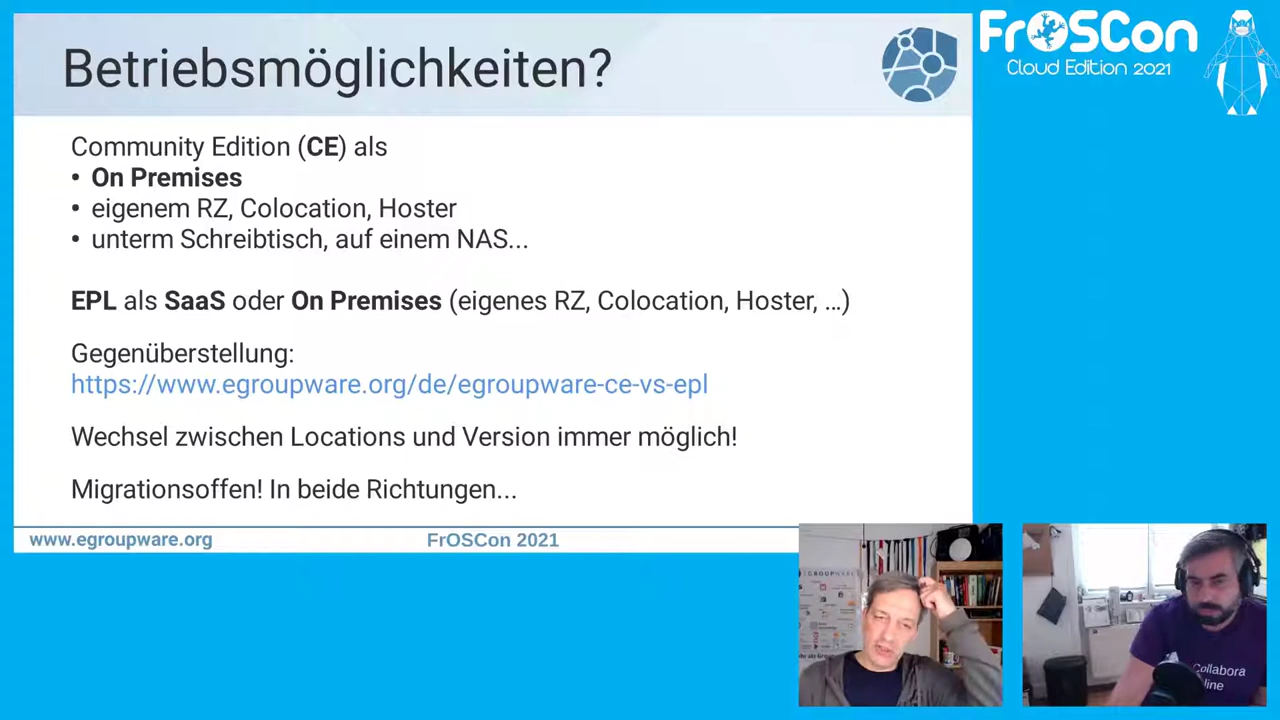 Betriebsmöglichkeiten?
FrOSCon
Cloud Edition 2021
Community Edition (CE) als
• On Premises
• eigenem RZ, Colocation, Hoster
• unterm Schreibtisch, auf einem NAS...
EPL als SaaS oder On Premises (eigenes RZ, Colocation, Hoster, ...)
Gegenüberstellung:
https://www.egroupware.org/de/egroupware-ce-vs-epl
Wechsel zwischen Locations und Version immer möglich!
Migrationsoffen! In beide Richtungen...
www.egroupware.org
FrOSCon 2021
EGROUPWARE
Collabora